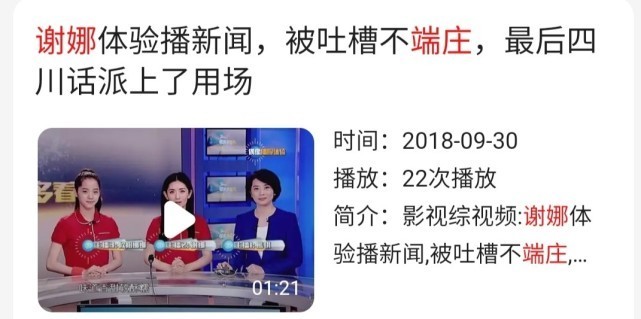 谢娜体验播新闻，被吐槽不端庄，最后四
川话派上了用场
时间：2018-09-30
播放：22次播放
简介：影视综视频:谢娜体
验播新闻,被吐槽不端庄,...
01:21